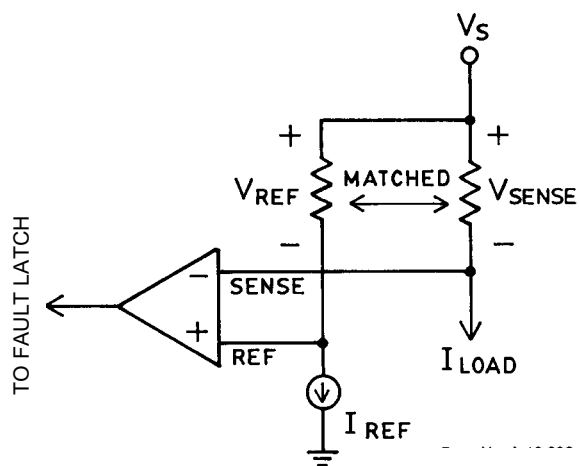 VS
+ +
VREF MATCHED VSENSE
− −
TO FAULT LATCH
− SENSE
+ REF
ILOAD
IREF